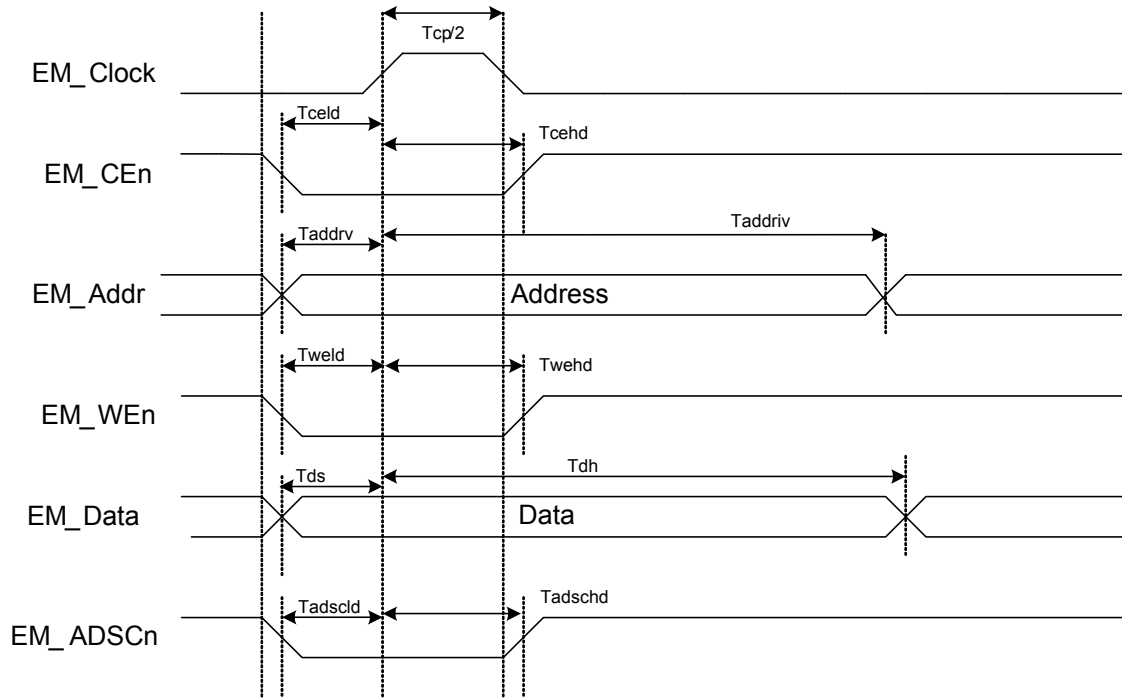 Tcp/2
EM_Clock
Tceld
Tcehd
EM_CEn
Taddrv
Taddriv
EM_Addr
Address
Tweld
Twehd
EM_WEn
Tds
Tdh
EM_Data
Data
Tadscld
Tadschd
EM_ADSCn